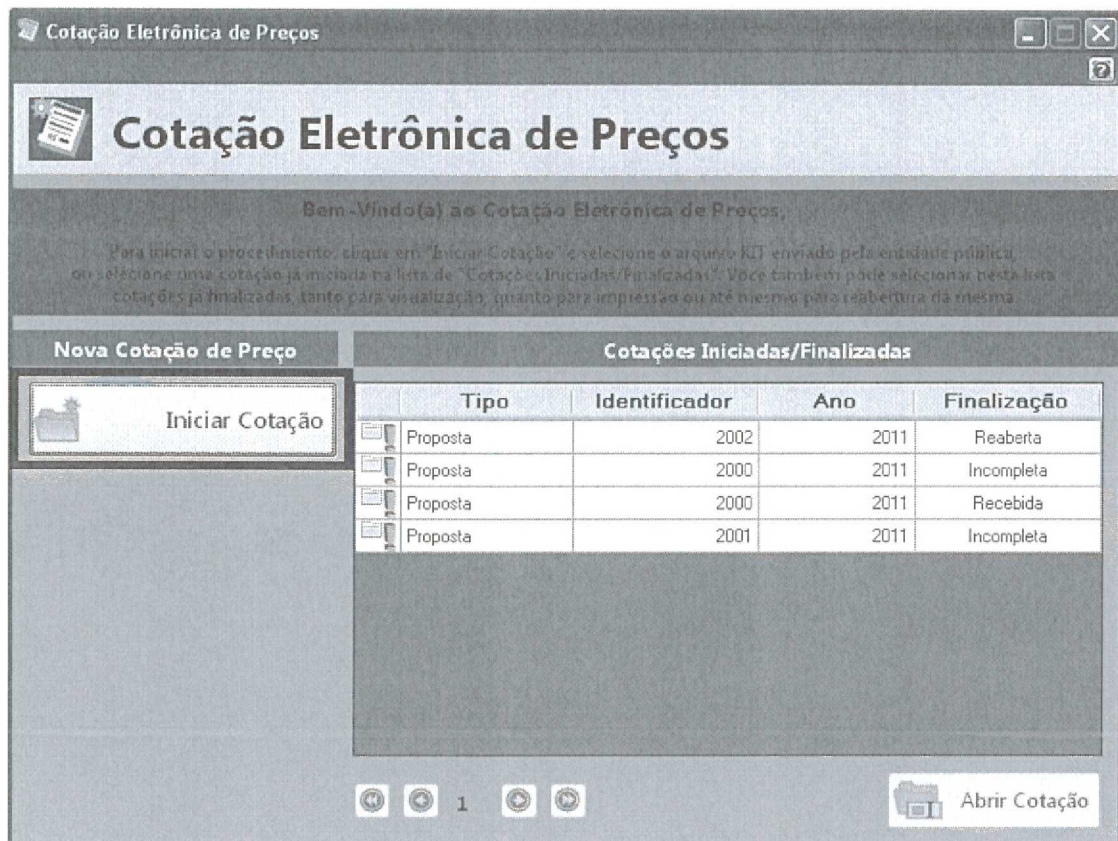 Cotação Eletrônica de Preços
Cotação Eletrônica de Preços
Bem-Vindo(a) ao Cotação Eletrônica de Preços,
Para iniciar o procedimento, clique em "Iniciar Cotação" e selecione o arquivo KIT enviado pela entidade pública,
ou selecione uma cotação já iniciada na lista de "Cotações Iniciadas/Finalizadas". Você também pode selecionar nesta lista
cotações já finalizadas, tanto para visualização, quanto para impressão ou até mesmo para reabertura da mesma.
Nova Cotação de Preço
Cotações Iniciadas/Finalizadas
Iniciar Cotação
Tipo Identificador Ano Finalização
Proposta 2002 2011 Reaberta
Proposta 2000 2011 Incompleta
Proposta 2000 2011 Recebida
Proposta 2001 2011 Incompleta
1
Abrir Cotação